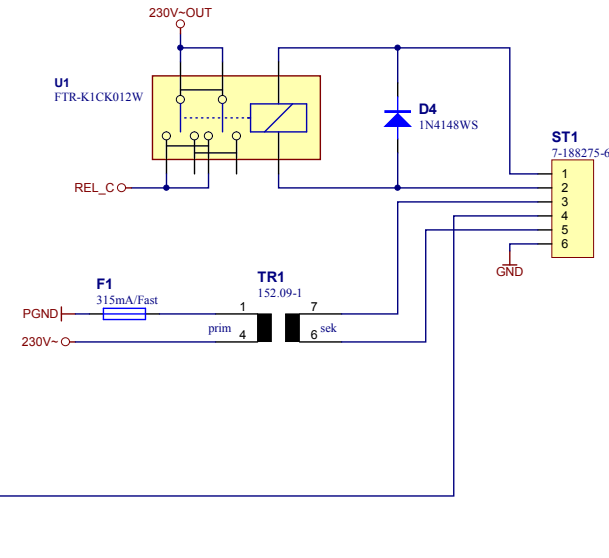 230V~OUT
U1
FTR-K1CK012W
D4
1N4148WS
ST1
7-188275-6
1
2
3
4
5
6
REL_C
GND
F1
315mA/Fast
TR1
152.09-1
PGND
1
7
prim
4
6
sek
230V~